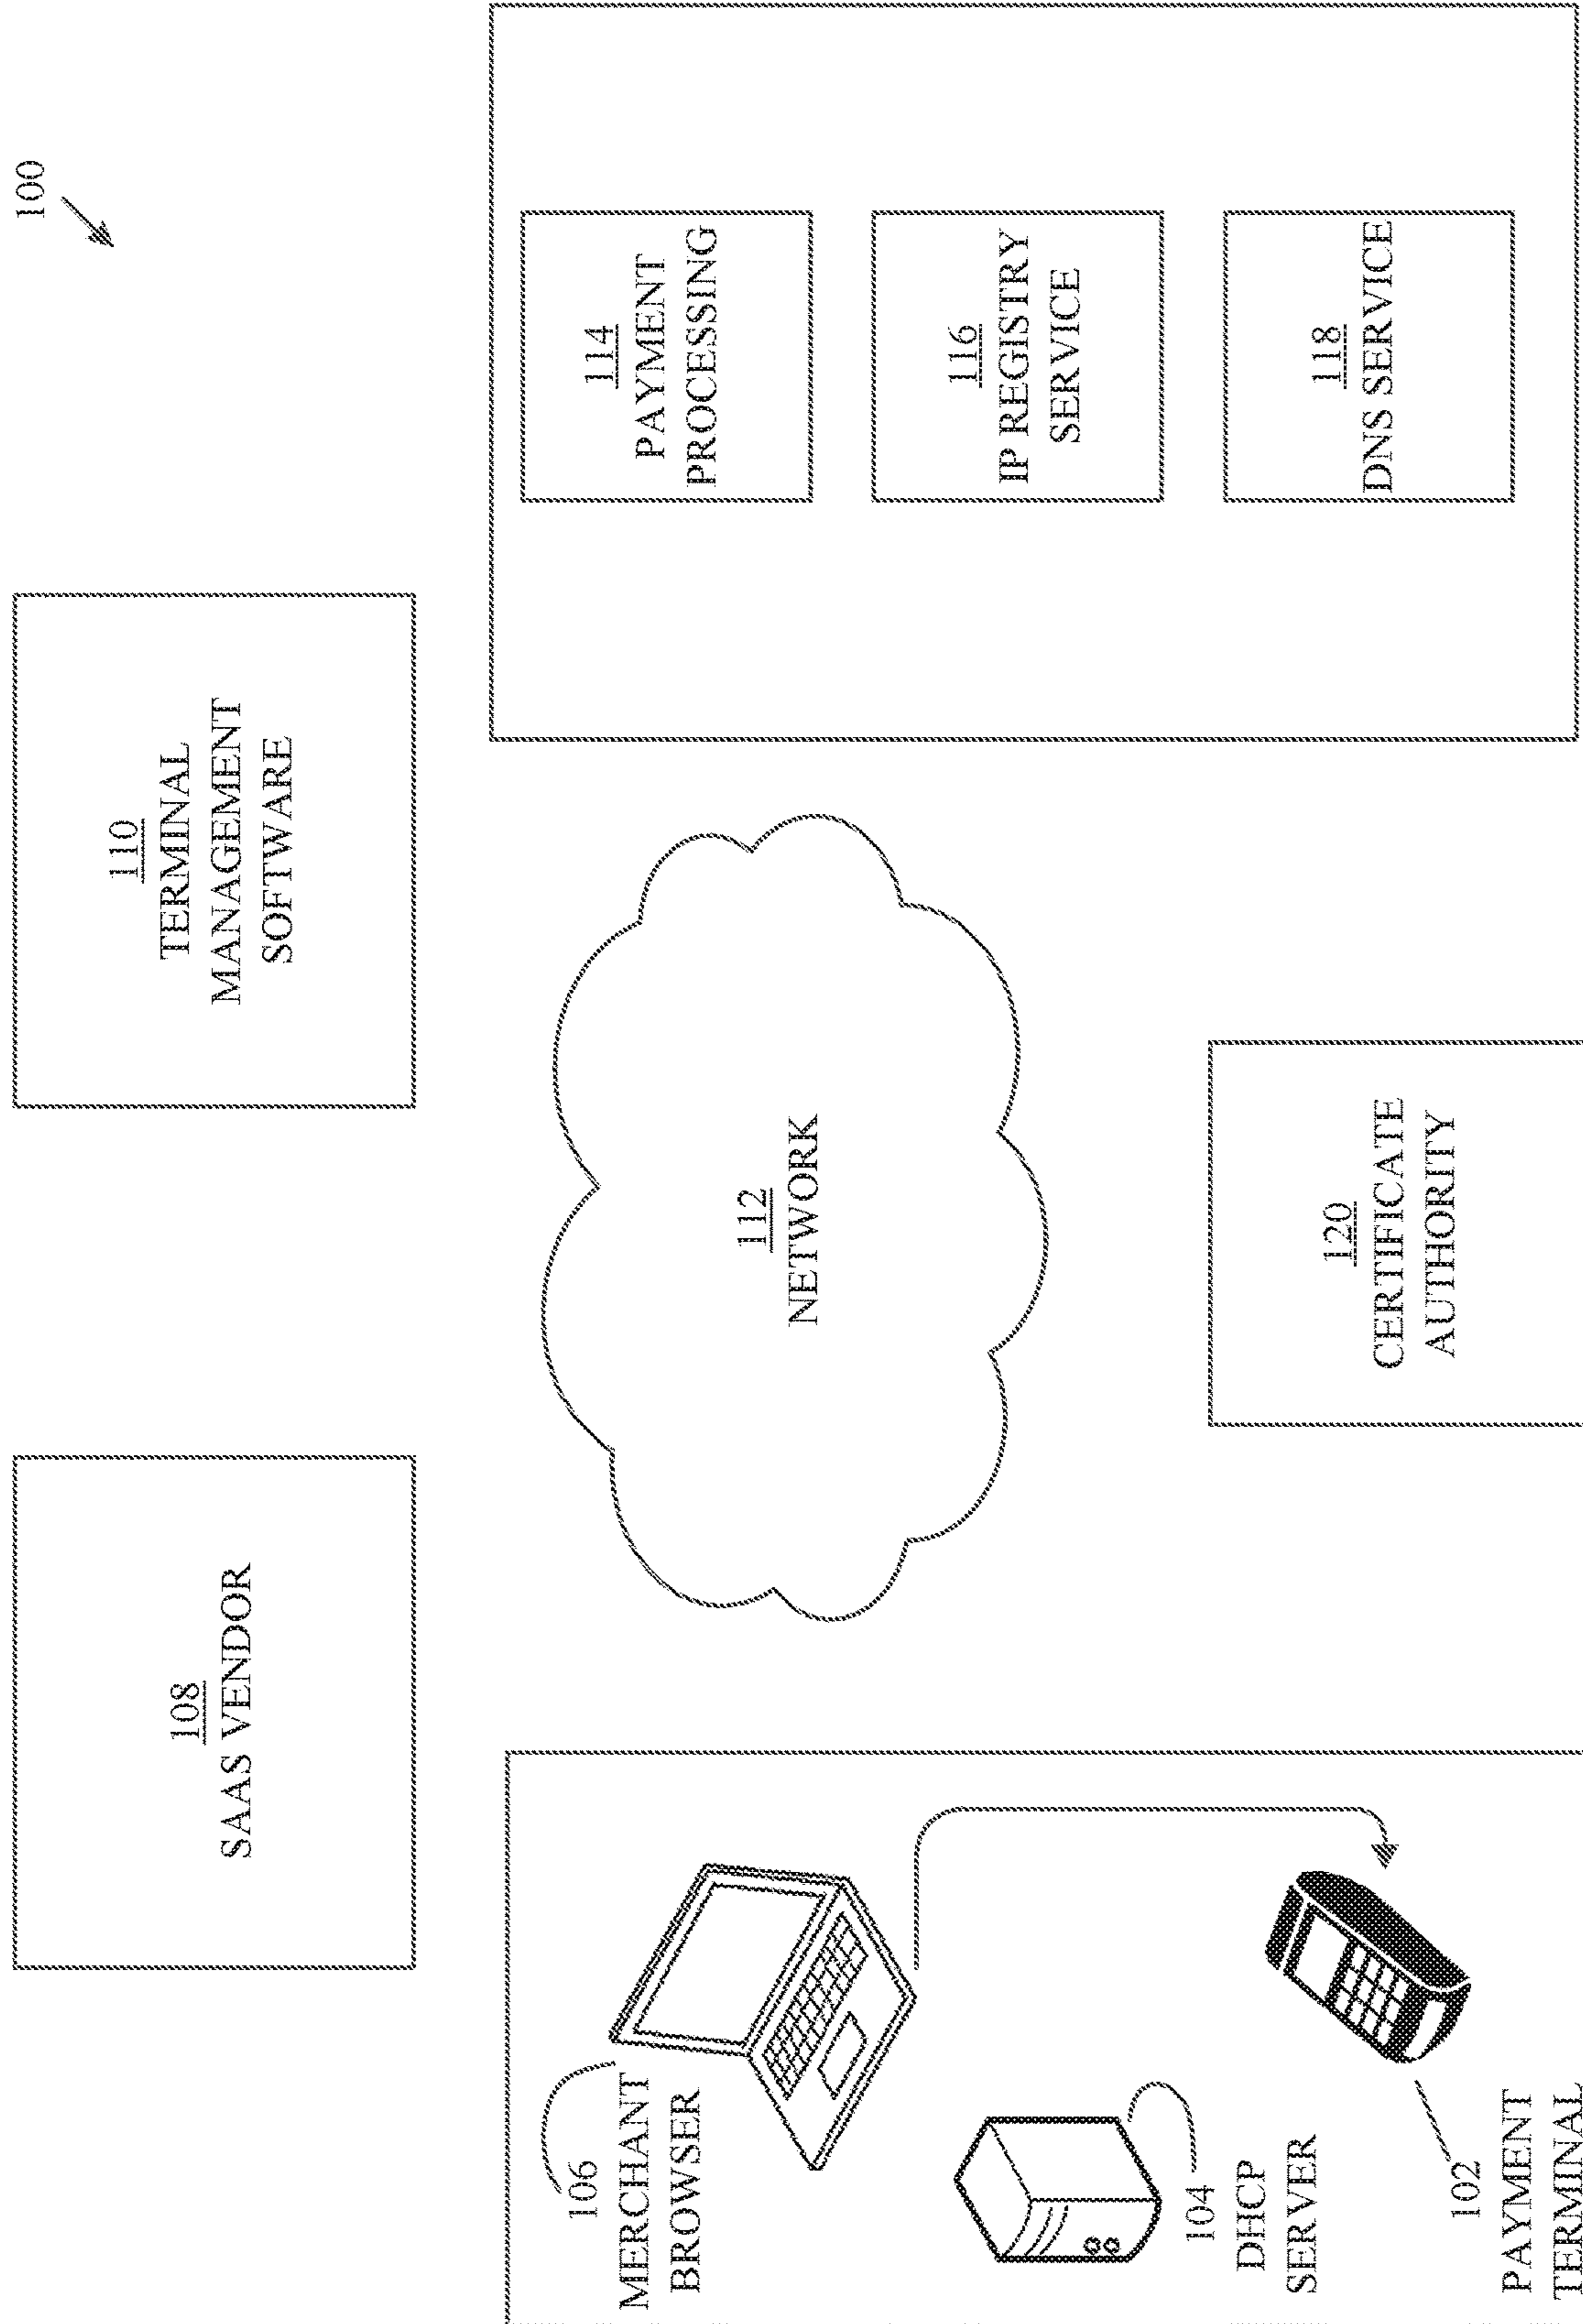 100
108
SAAS VENDOR
110
TERMINAL
MANAGEMENT
SOFTWARE
106
MERCHANT
BROWSER
104
DHCP
SERVER
102
PAYMENT
TERMINAL
112
NETWORK
120
CERTIFICATE
AUTHORITY
114
PAYMENT
PROCESSING
116
IP REGISTRY
SERVICE
118
DNS SERVICE